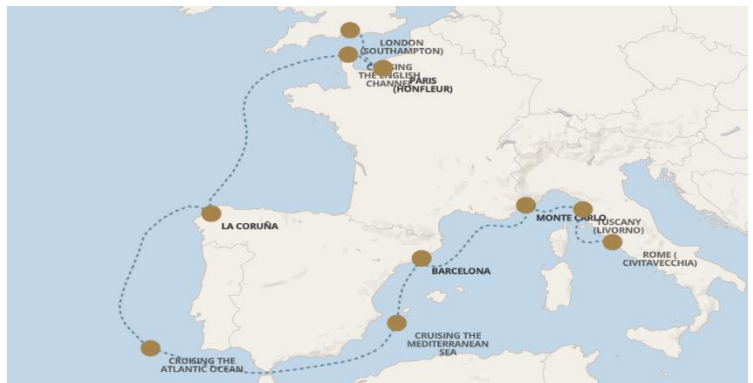 LONDON
(SOUTHAMPTON)
CRUISING
THE ENGLISH
CHANNEL
PARIS
(HONFLEUR)
LA CORUÑA
MONTE CARLO
TUSCANY
(LIVORNO)
ROME (
CIVITAVECCHIA)
BARCELONA
CRUISING THE
MEDITERRANEAN
SEA
CRUISING THE
ATLANTIC OCEAN